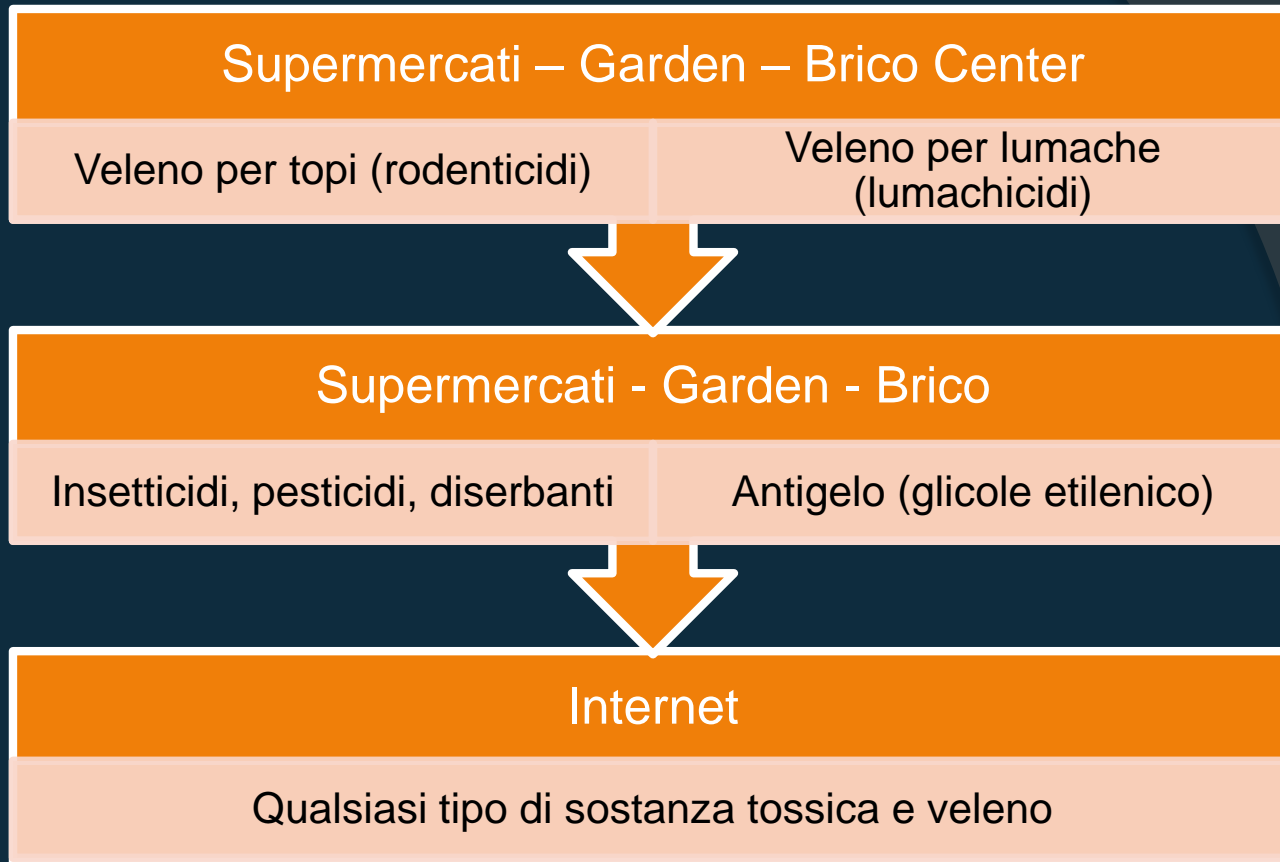 Supermercati – Garden – Brico Center
Veleno per topi (rodenticidi)
Veleno per lumache
(lumachicidi)
Supermercati - Garden - Brico
Insetticidi, pesticidi, diserbanti
Antigelo (glicole etilenico)
Internet
Qualsiasi tipo di sostanza tossica e veleno